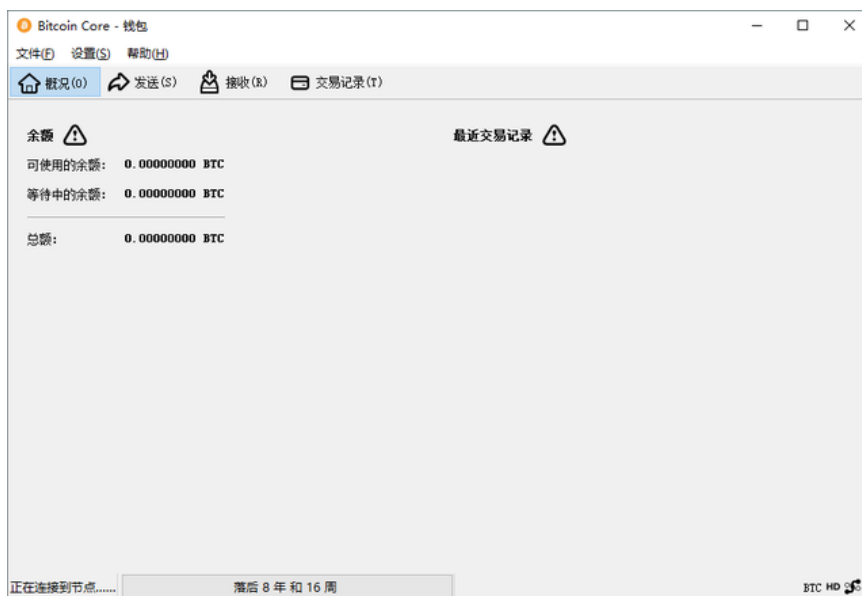 Bitcoin Core - 钱包
文件(F) 设置(S) 帮助(H)
概况(O) 发送(S) 接收(R) 交易记录(T)
余额 最近交易记录
可使用的余额: 0.00000000 BTC
等待中的余额: 0.00000000 BTC
总额: 0.00000000 BTC
正在连接到节点...... 落后 8 年 和 16 周 BTC HD